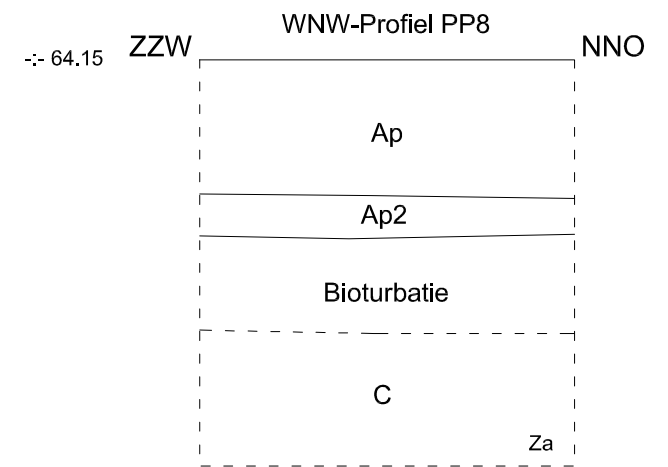 WNW-Profiel PP8
-:- 64.15 ZZW NNO
Ap
Ap2
Bioturbatie
C
Za